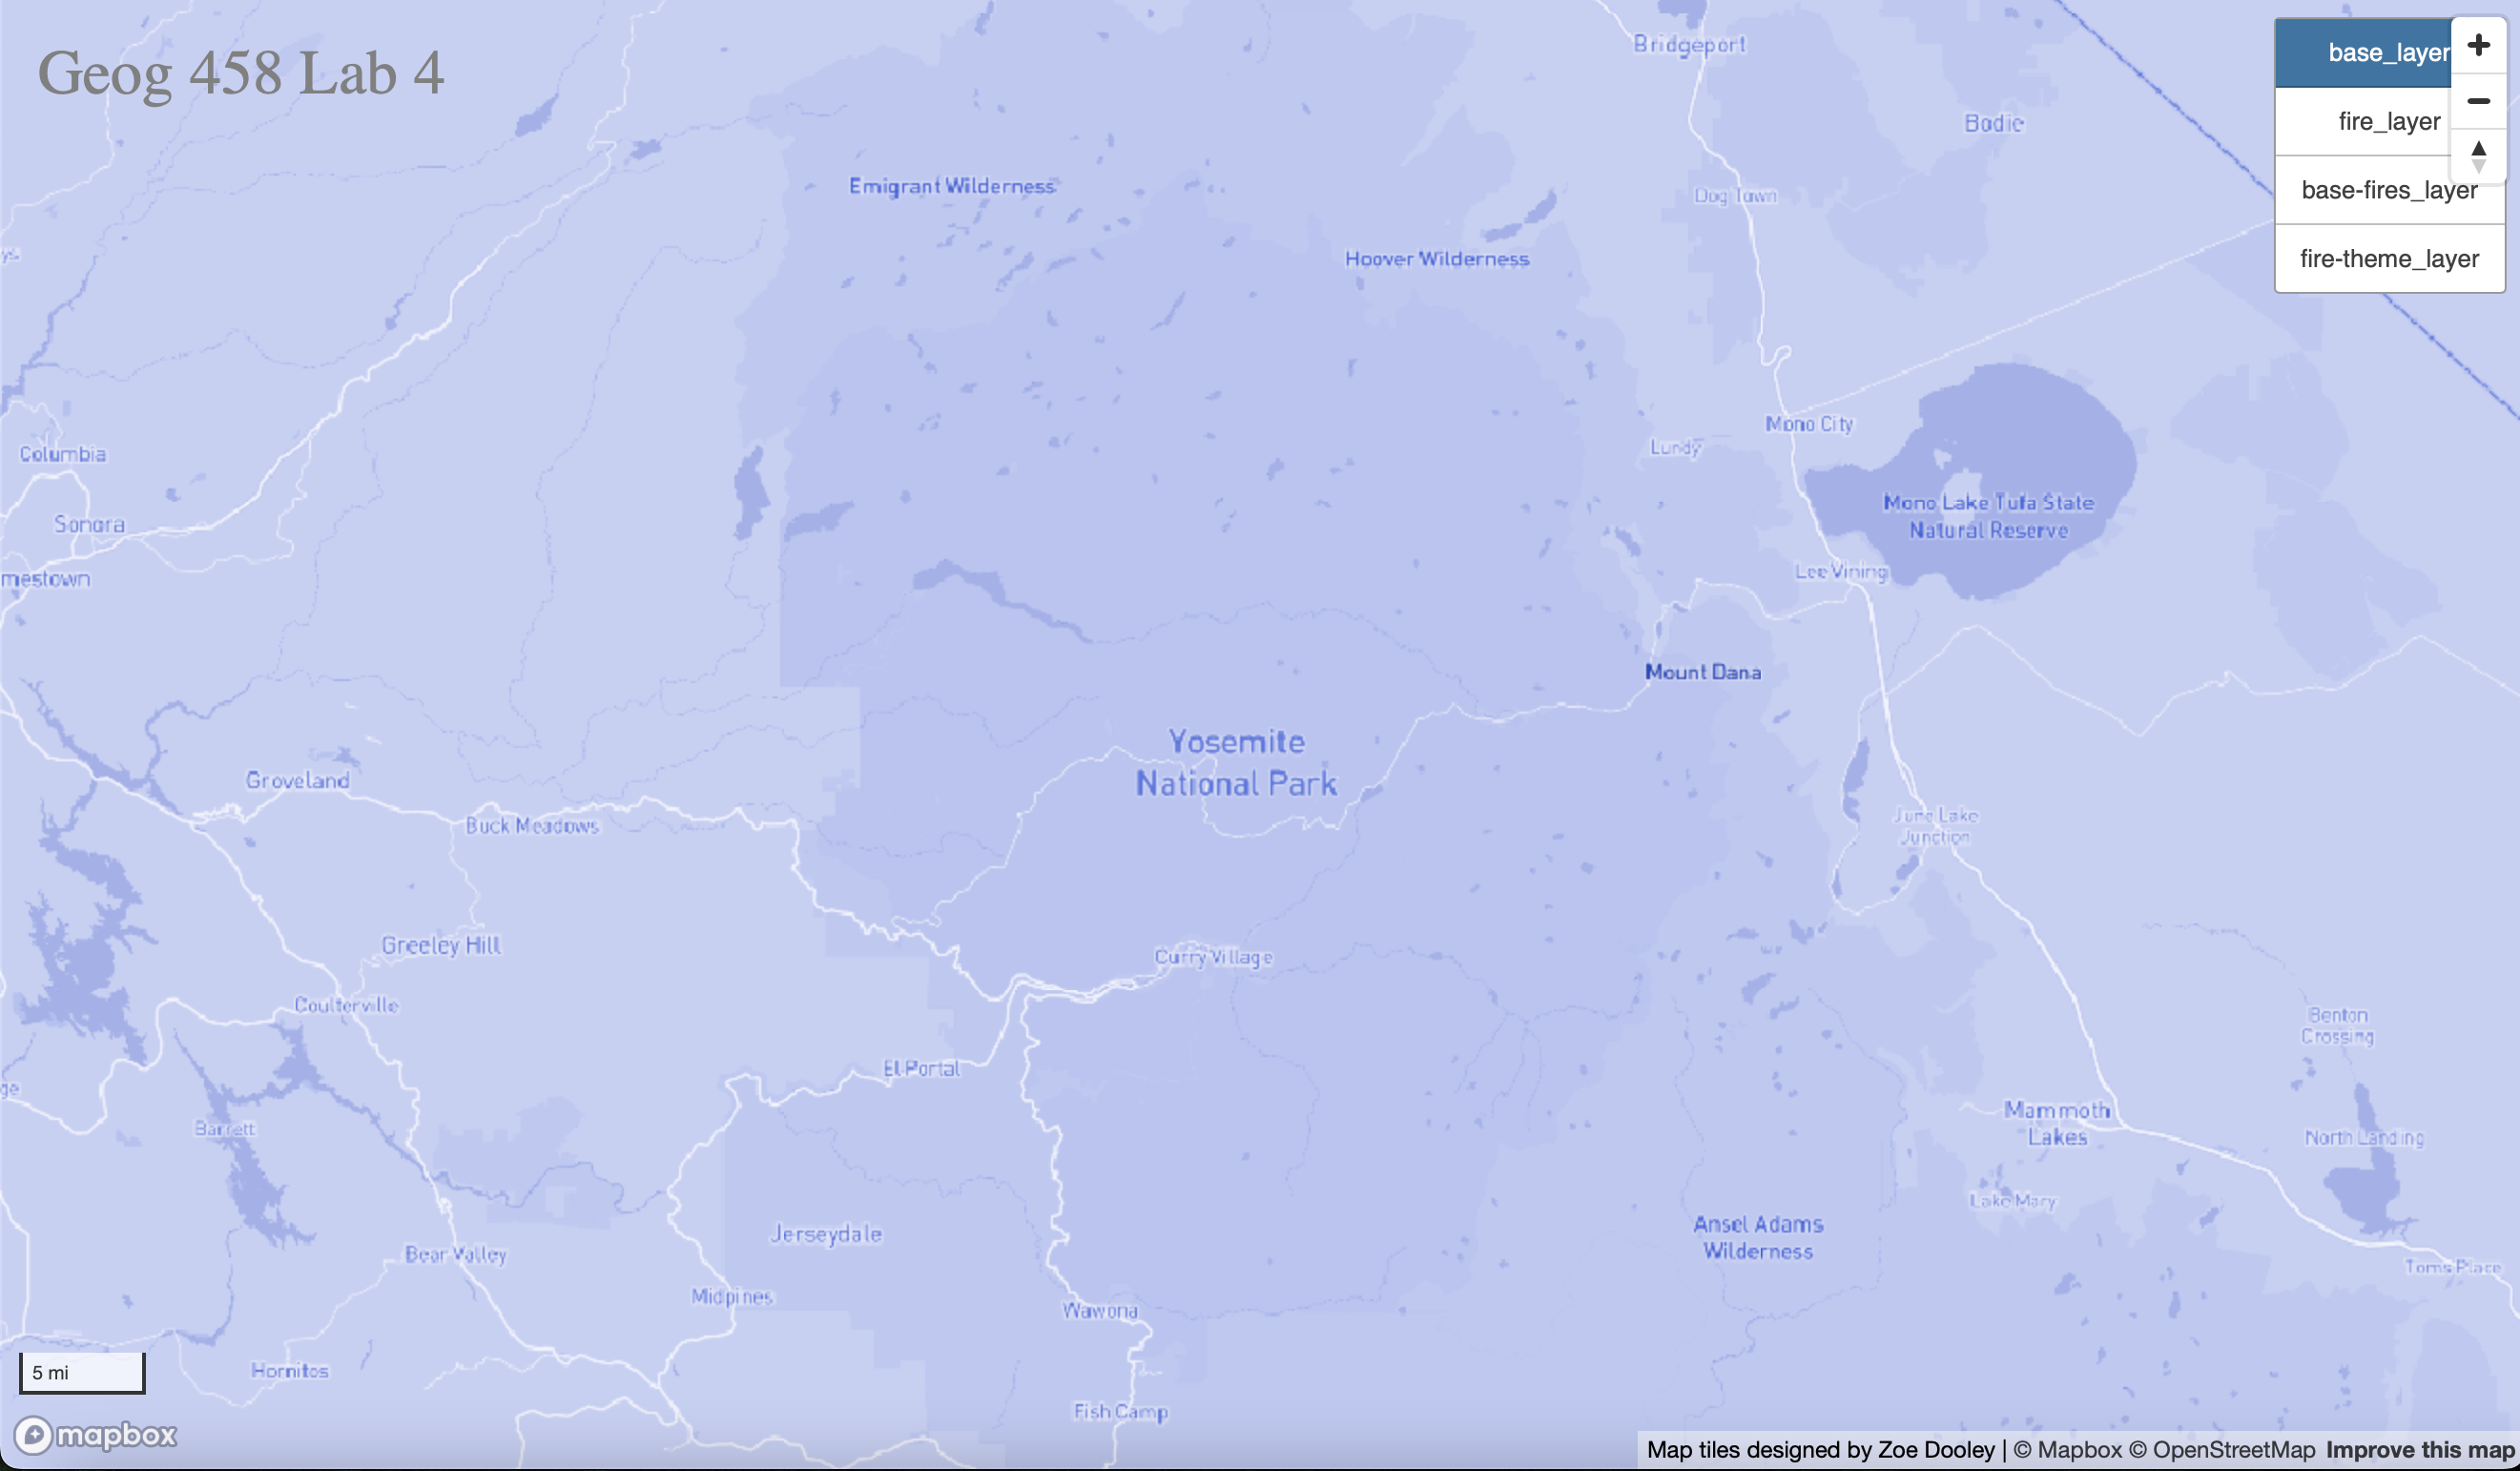 Geog 458 Lab 4
Bridgeport
base_layer
fire_layer
base-fires_layer
fire-theme_layer
Bodie
Emigrant Wilderness
Dog Town
ys
Hoover Wilderness
Mono City
Lundy
Columbia
Mono Lake Tufa State
Natural Reserve
Sonora
mestown
Lee Vining
Mount Dana
Yosemite
National Park
Groveland
Buck Meadows
June Lake
Junction
Greeley Hill
Curry Village
Coulterville
Benton
Crossing
El Portal
ge
Barrett
Mammoth
Lakes
North Landing
Lake Mary
Jerseydale
Ansel Adams
Wilderness
Bear Valley
Toms Place
Midpines
Wawona
Hornitos
5 mi
Fish Camp
mapbox
Map tiles designed by Zoe Dooley | © Mapbox © OpenStreetMap Improve this map